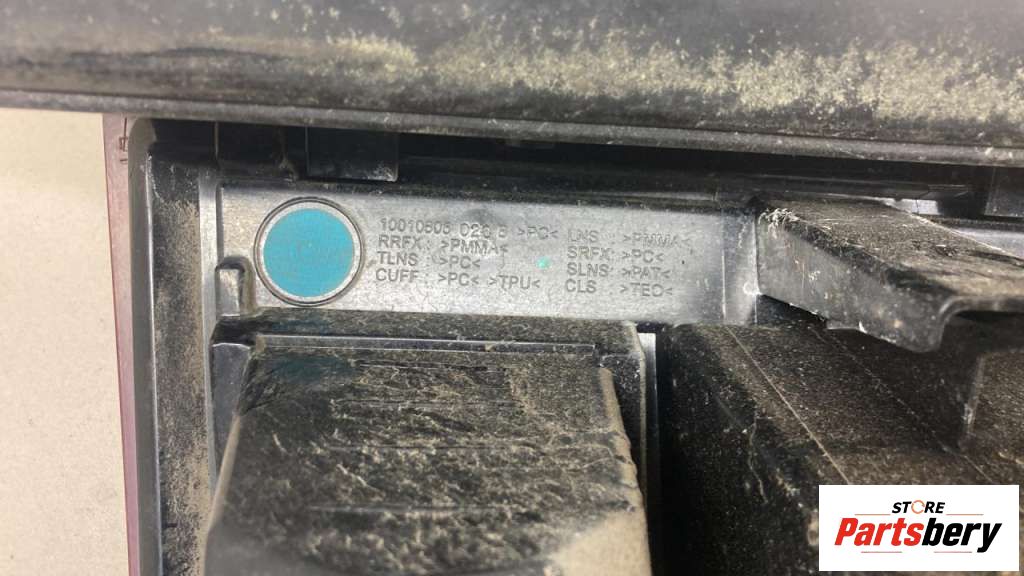 10010606 026 B >PC< LNS : >PMMA<
RRFX : >PMMA< SRFX : >PC<
TLNS : >PC< SLNS : >PAT<
CUFF : >PC< >TPU< CLS : >TEO<
STORE
Partsbery